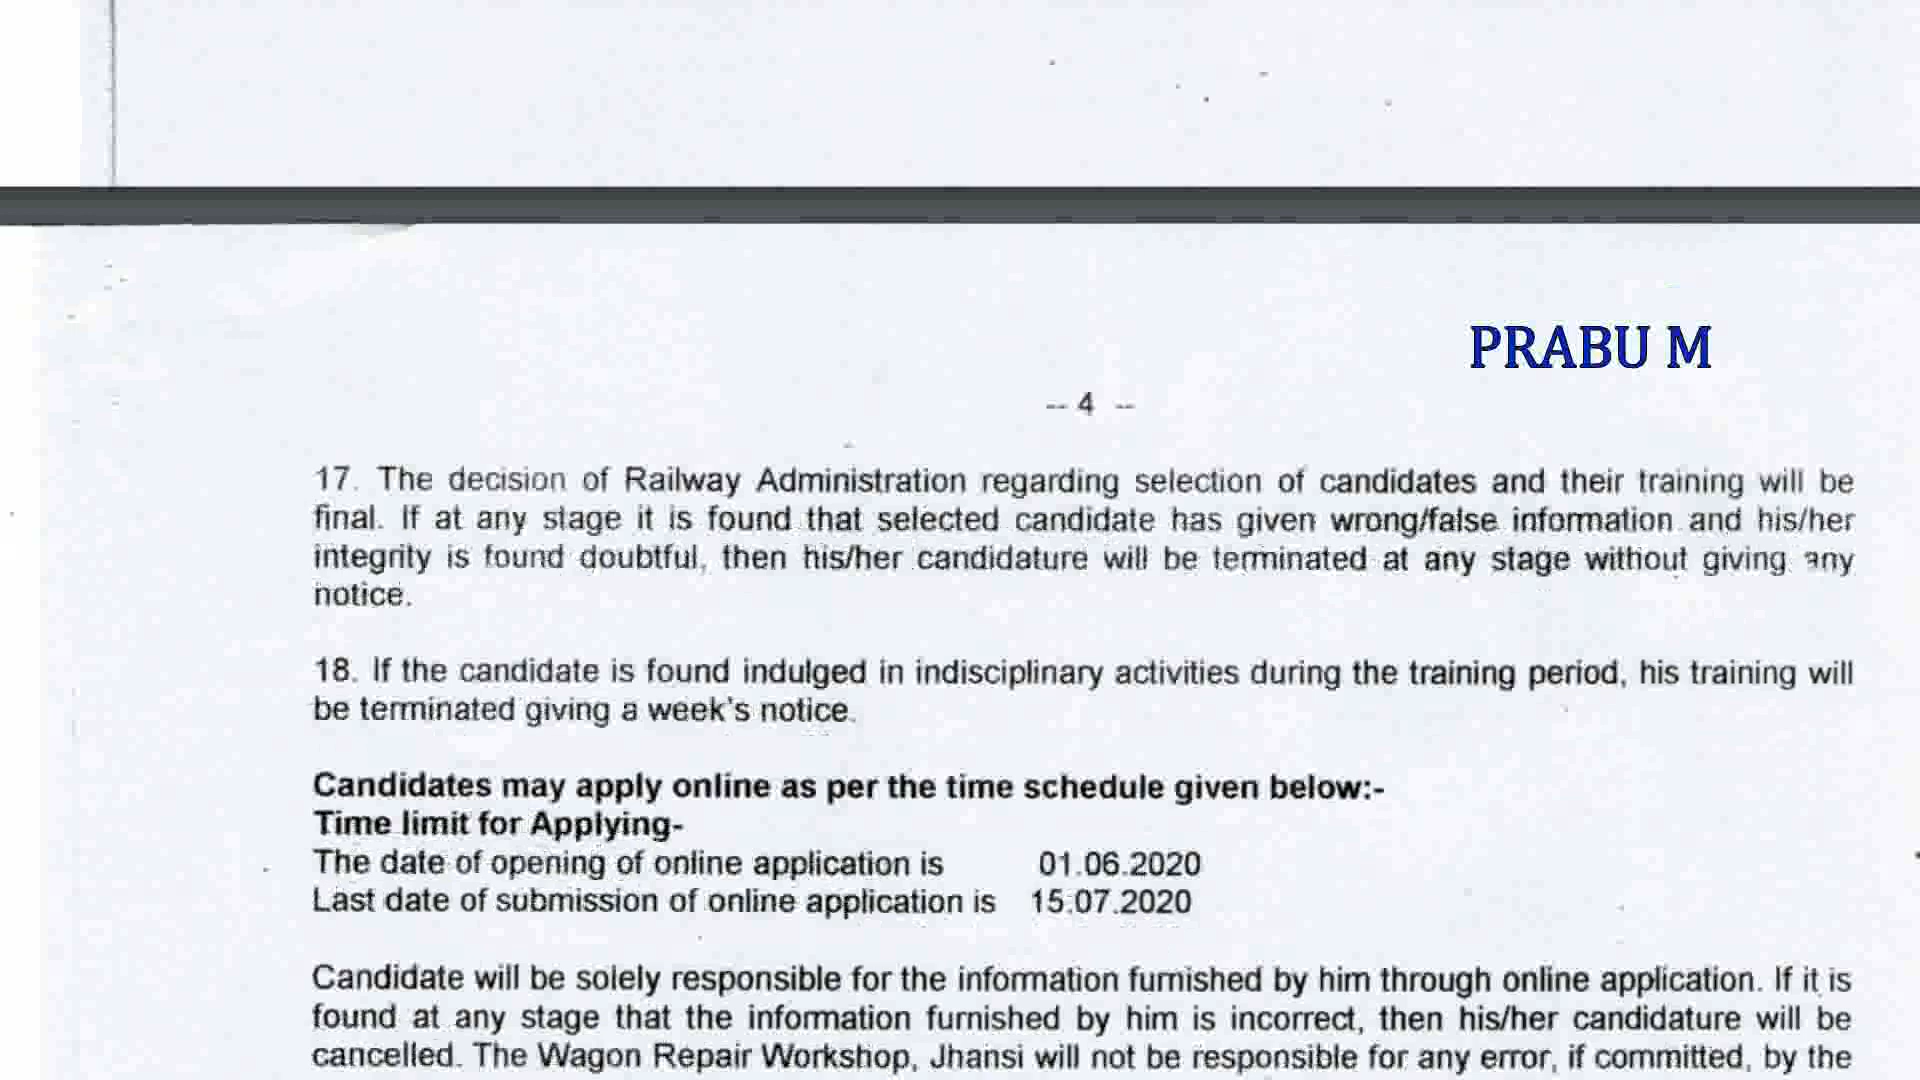 PRABU M
-- 4 --
17. The decision of Railway Administration regarding selection of candidates and their training will be
final. If at any stage it is found that selected candidate has given wrong/false information and his/her
integrity is found doubtful, then his/her candidature will be terminated at any stage without giving any
notice.
18. If the candidate is found indulged in indisciplinary activities during the training period, his training will
be terminated giving a week's notice.
Candidates may apply online as per the time schedule given below:-
Time limit for Applying-
The date of opening of online application is 01.06.2020
Last date of submission of online application is 15.07.2020
Candidate will be solely responsible for the information furnished by him through online application. If it is
found at any stage that the information furnished by him is incorrect, then his/her candidature will be
cancelled. The Wagon Repair Workshop, Jhansi will not be responsible for any error, if committed, by the